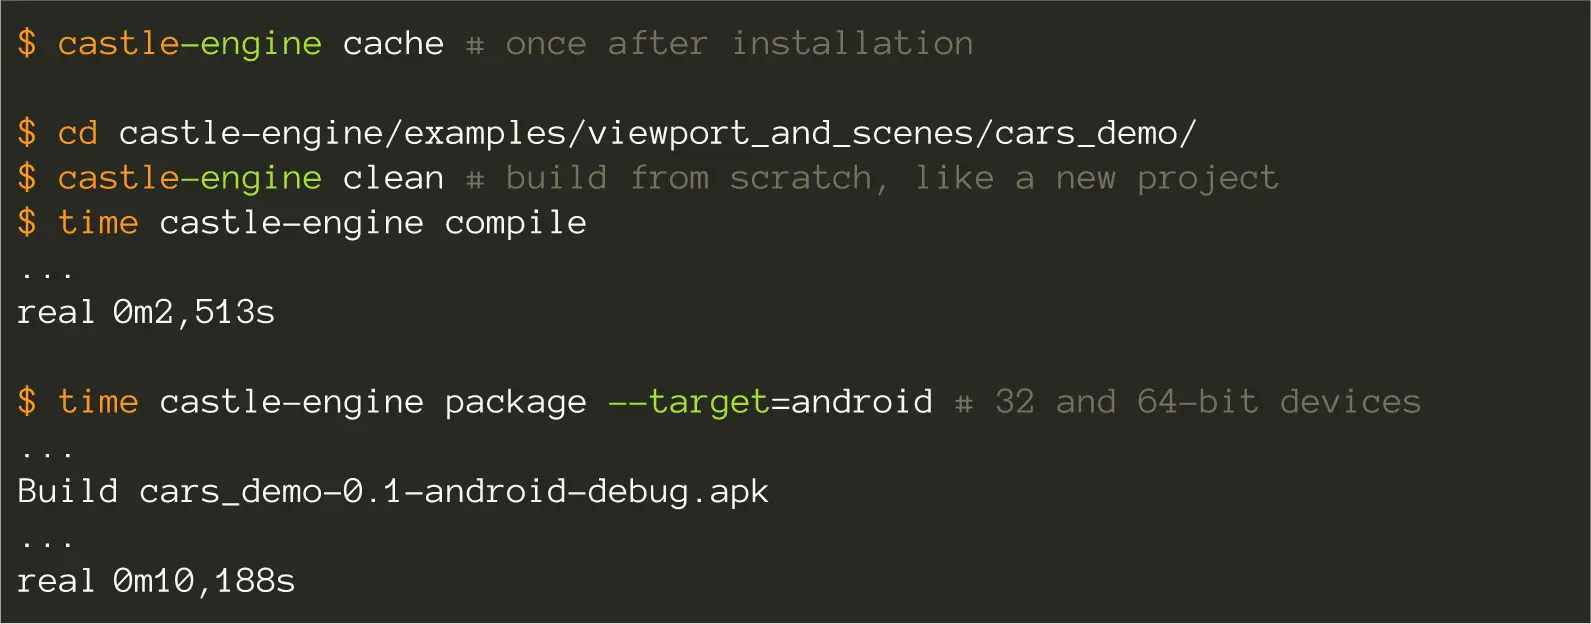 $ castle-engine cache # once after installation
$ cd castle-engine/examples/viewport_and_scenes/cars_demo/
$ castle-engine clean # build from scratch, like a new project
$ time castle-engine compile
...
real 0m2,513s
$ time castle-engine package --target=android # 32 and 64-bit devices
...
Build cars_demo-0.1-android-debug.apk
...
real 0m10,188s